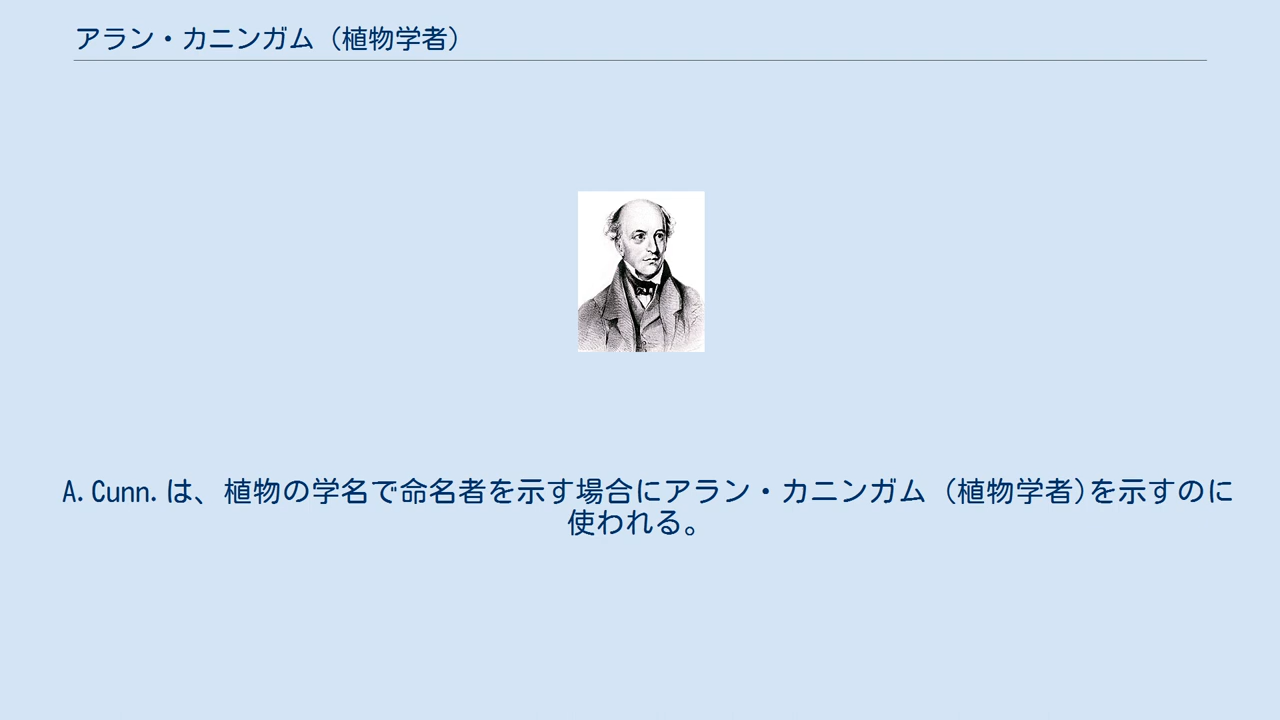 アラン・カニンガム（植物学者）
A.Cunn.は、植物の学名で命名者を示す場合にアラン・カニンガム（植物学者)を示すのに
使われる。